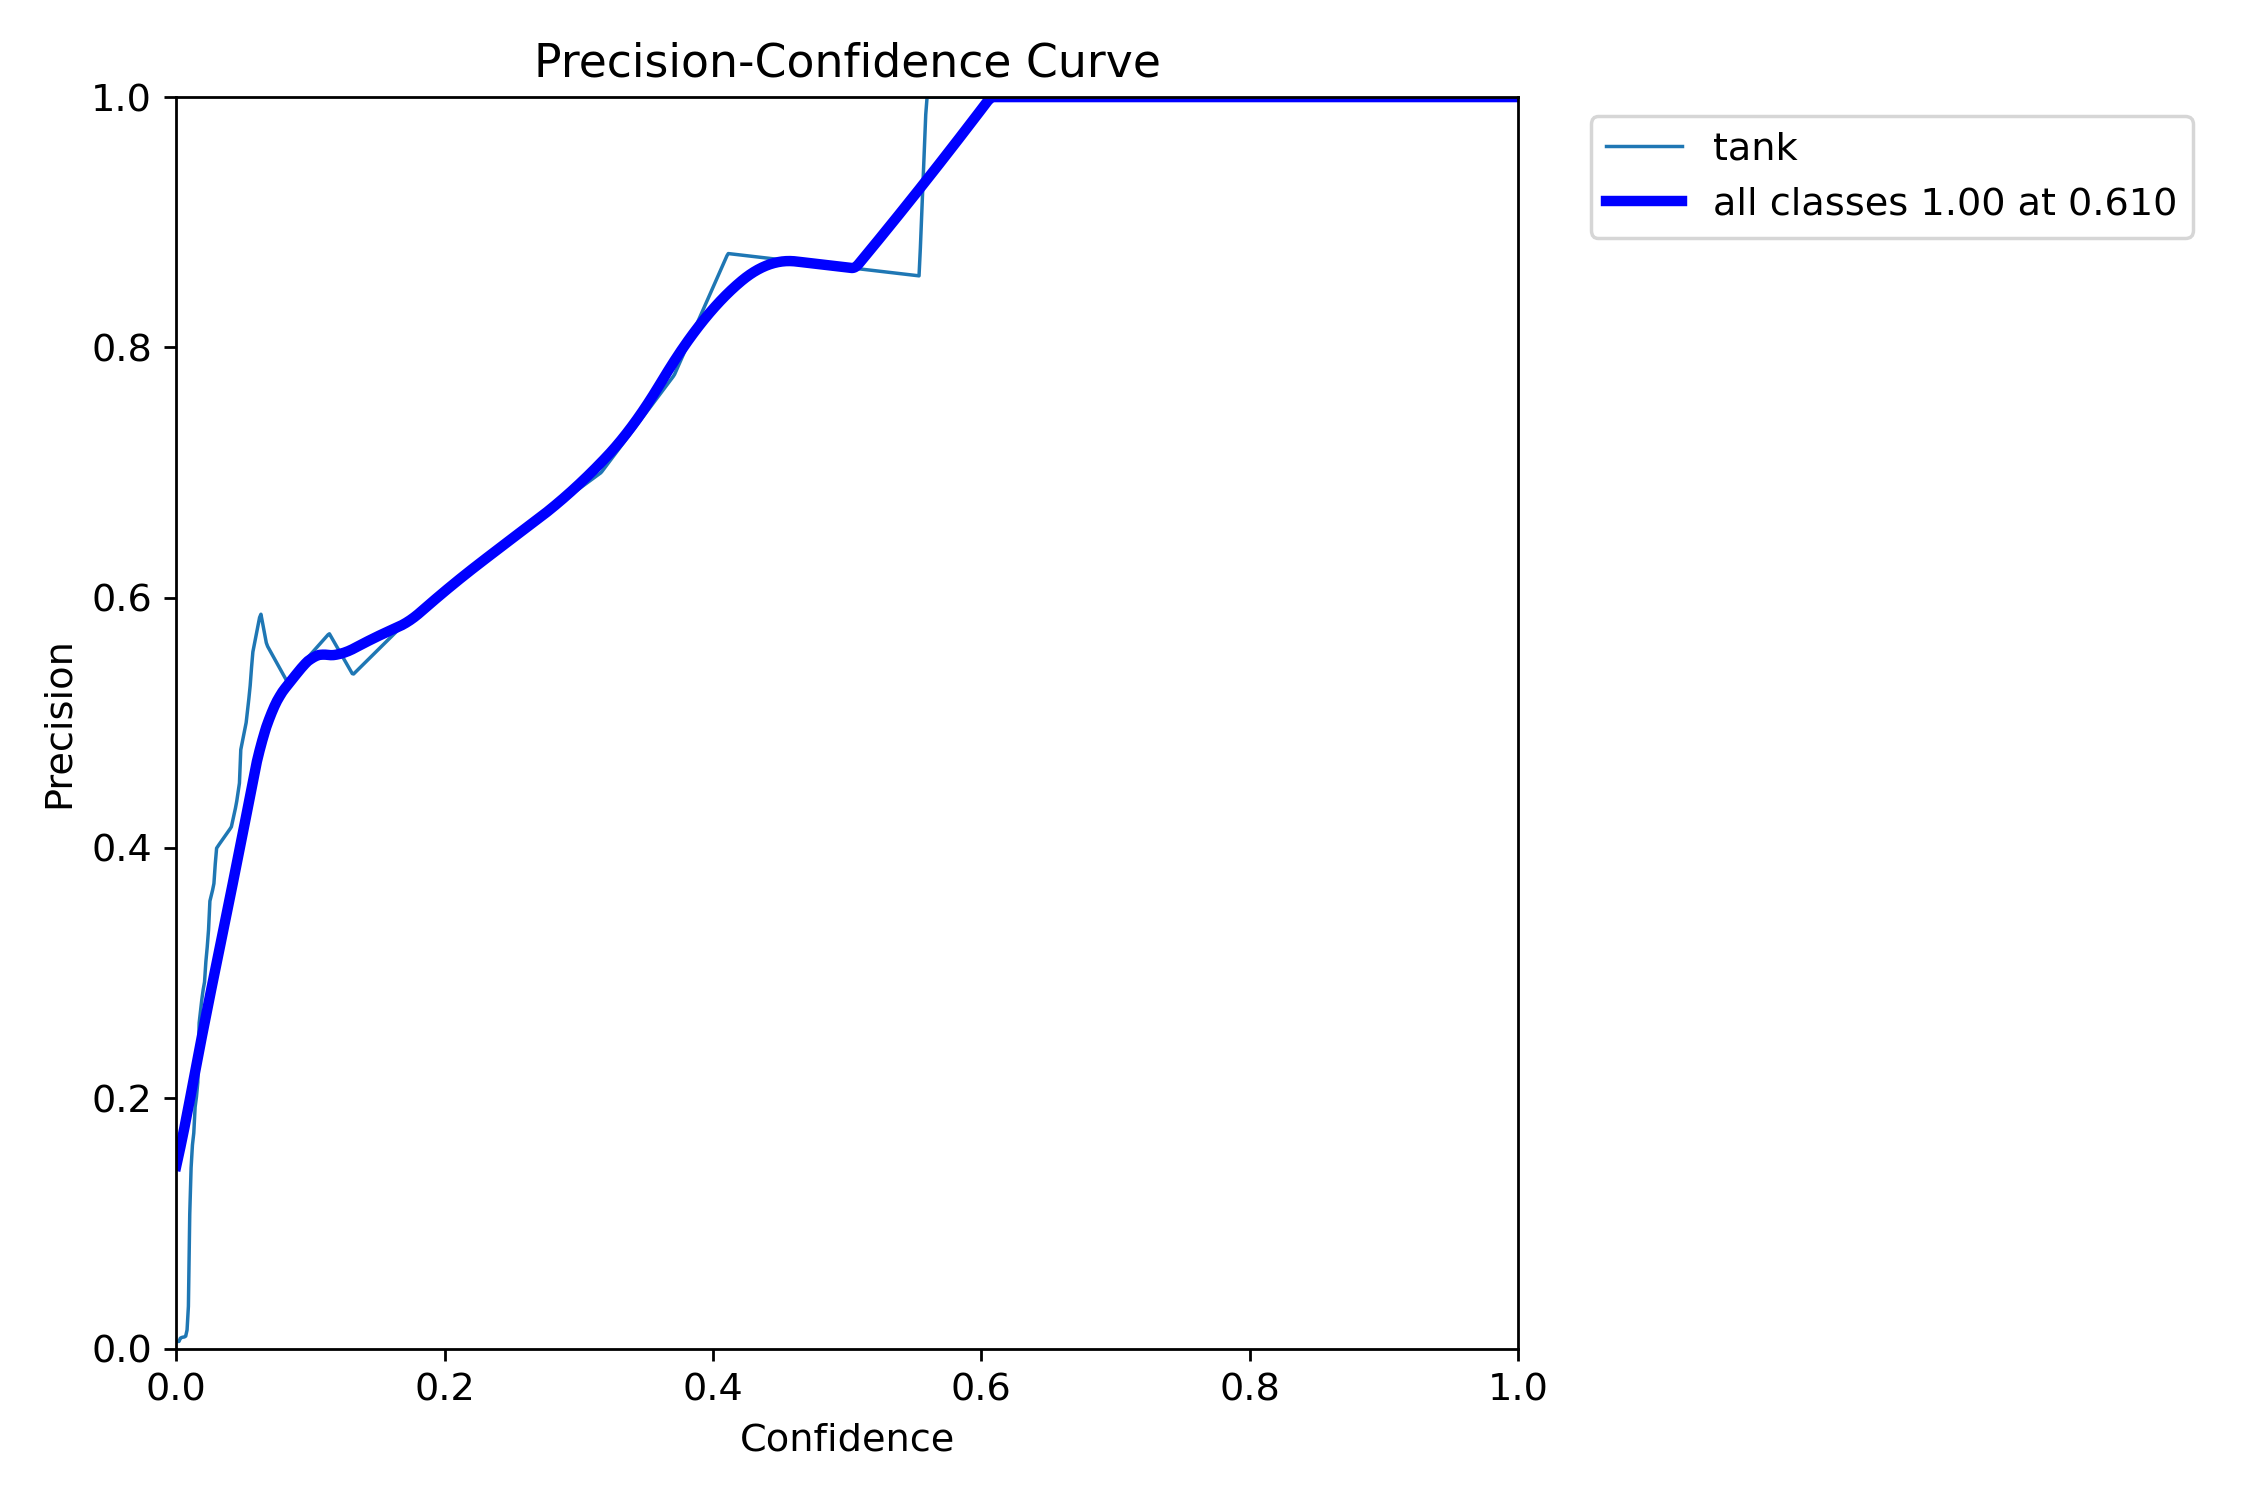 Precision-Confidence Curve
1.0
0.8
0.6
0.4
0.2
0.0
Precision
0.0 0.2 0.4 0.6 0.8 1.0
Confidence
tank
all classes 1.00 at 0.610